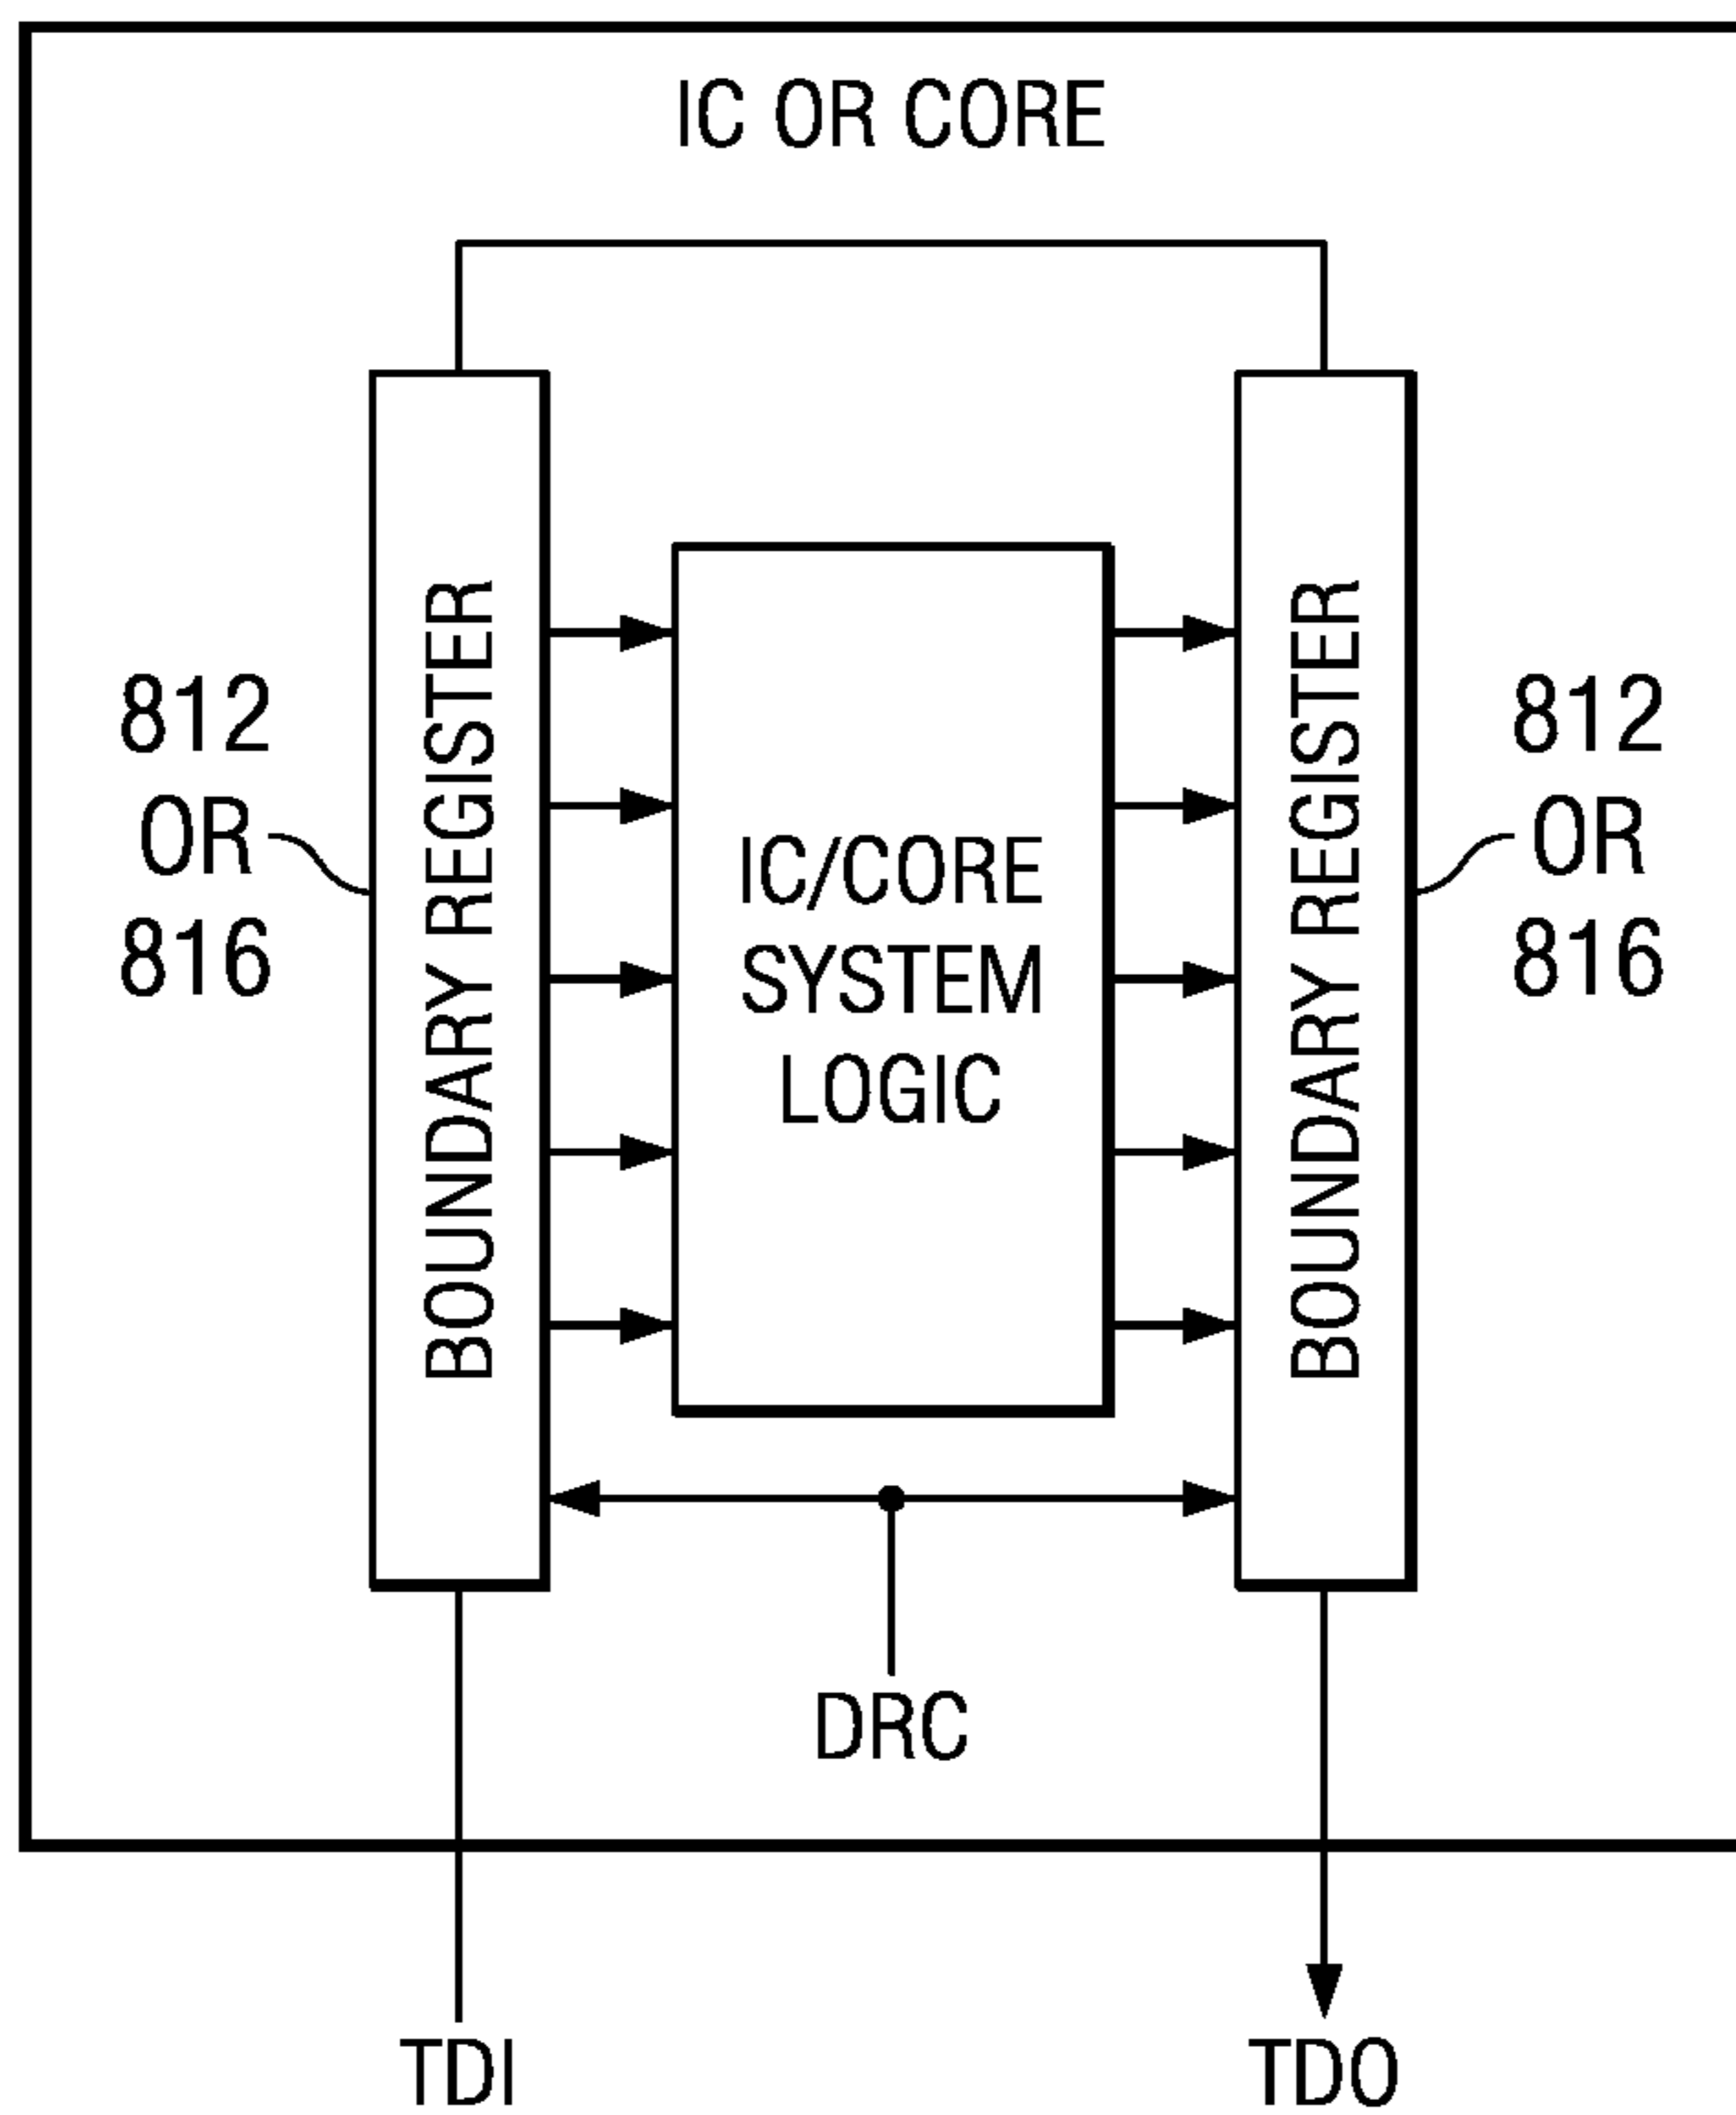 IC OR CORE
812
OR
816
BOUNDARY REGISTER
IC/CORE
SYSTEM
LOGIC
BOUNDARY REGISTER
812
OR
816
DRC
TDI
TDO